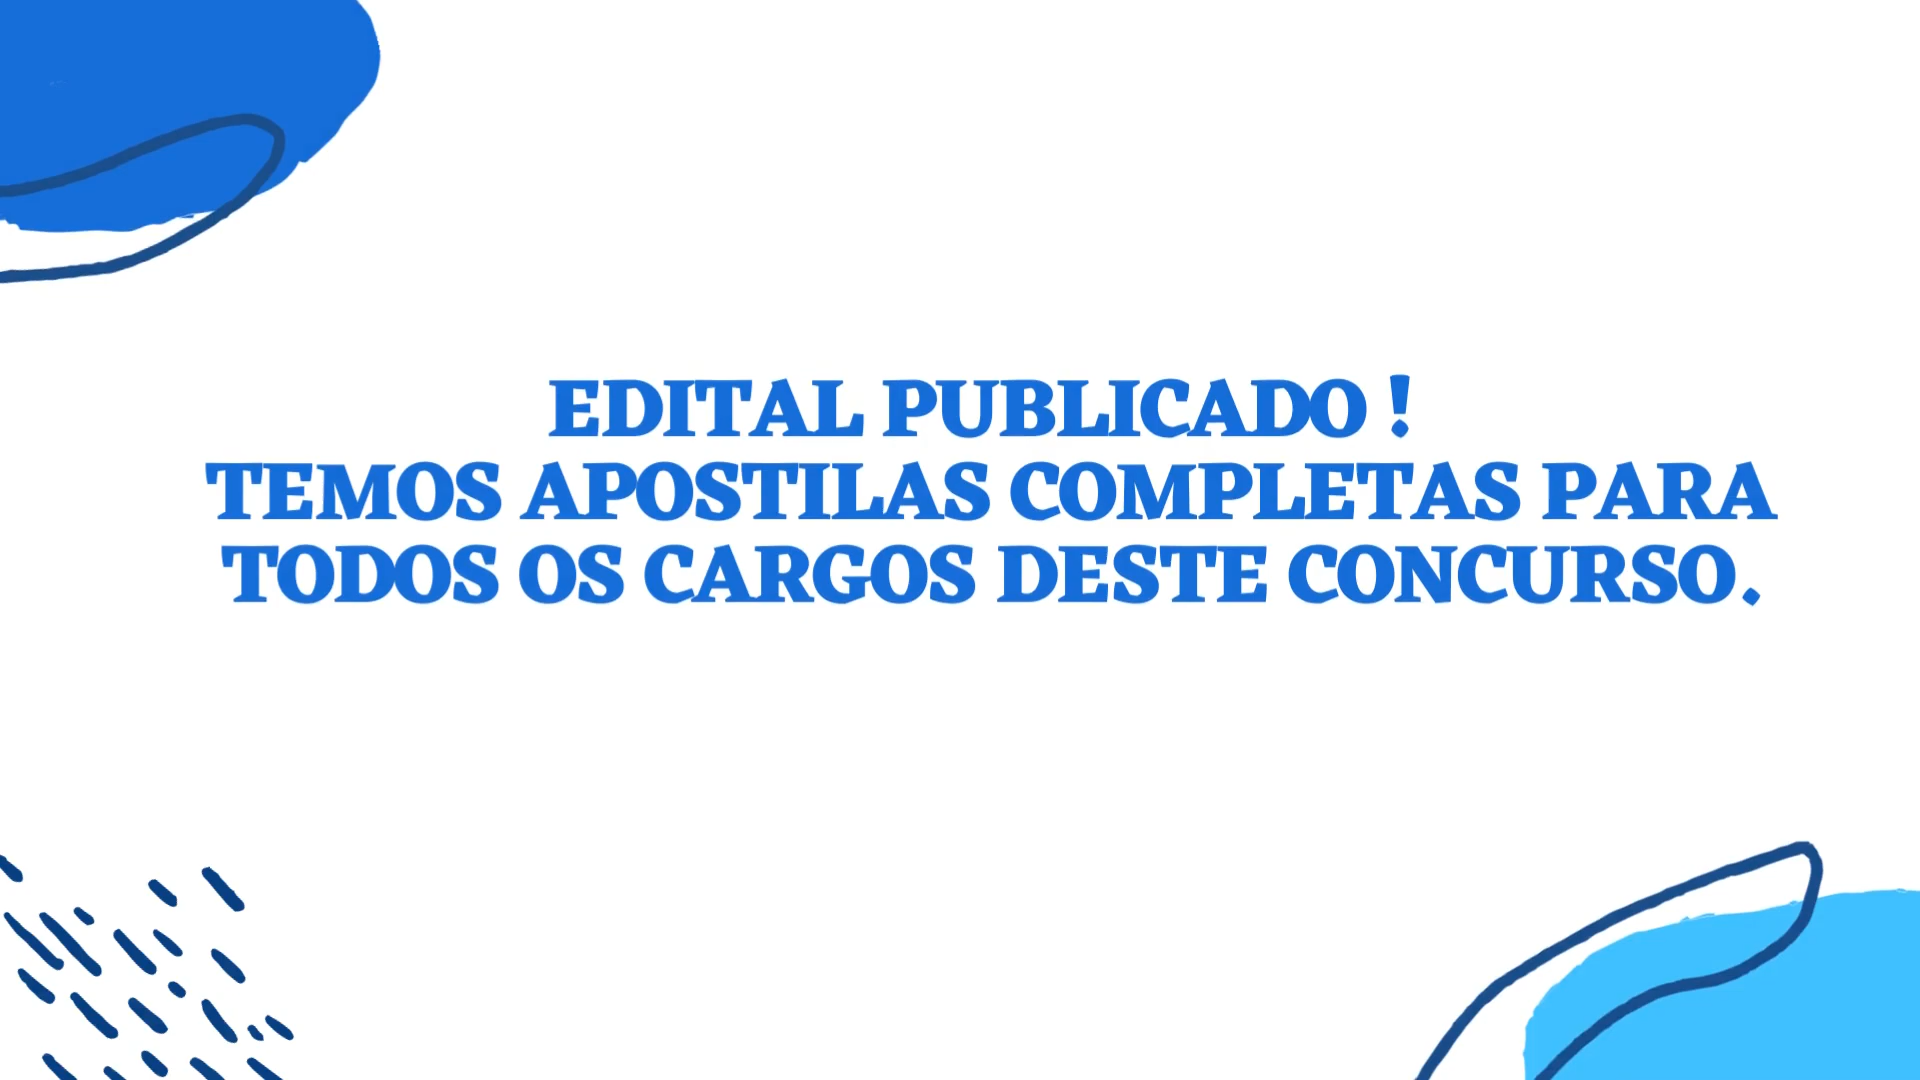 EDITAL PUBLICADO !
TEMOS APOSTILAS COMPLETAS PARA
TODOS OS CARGOS DESTE CONCURSO.